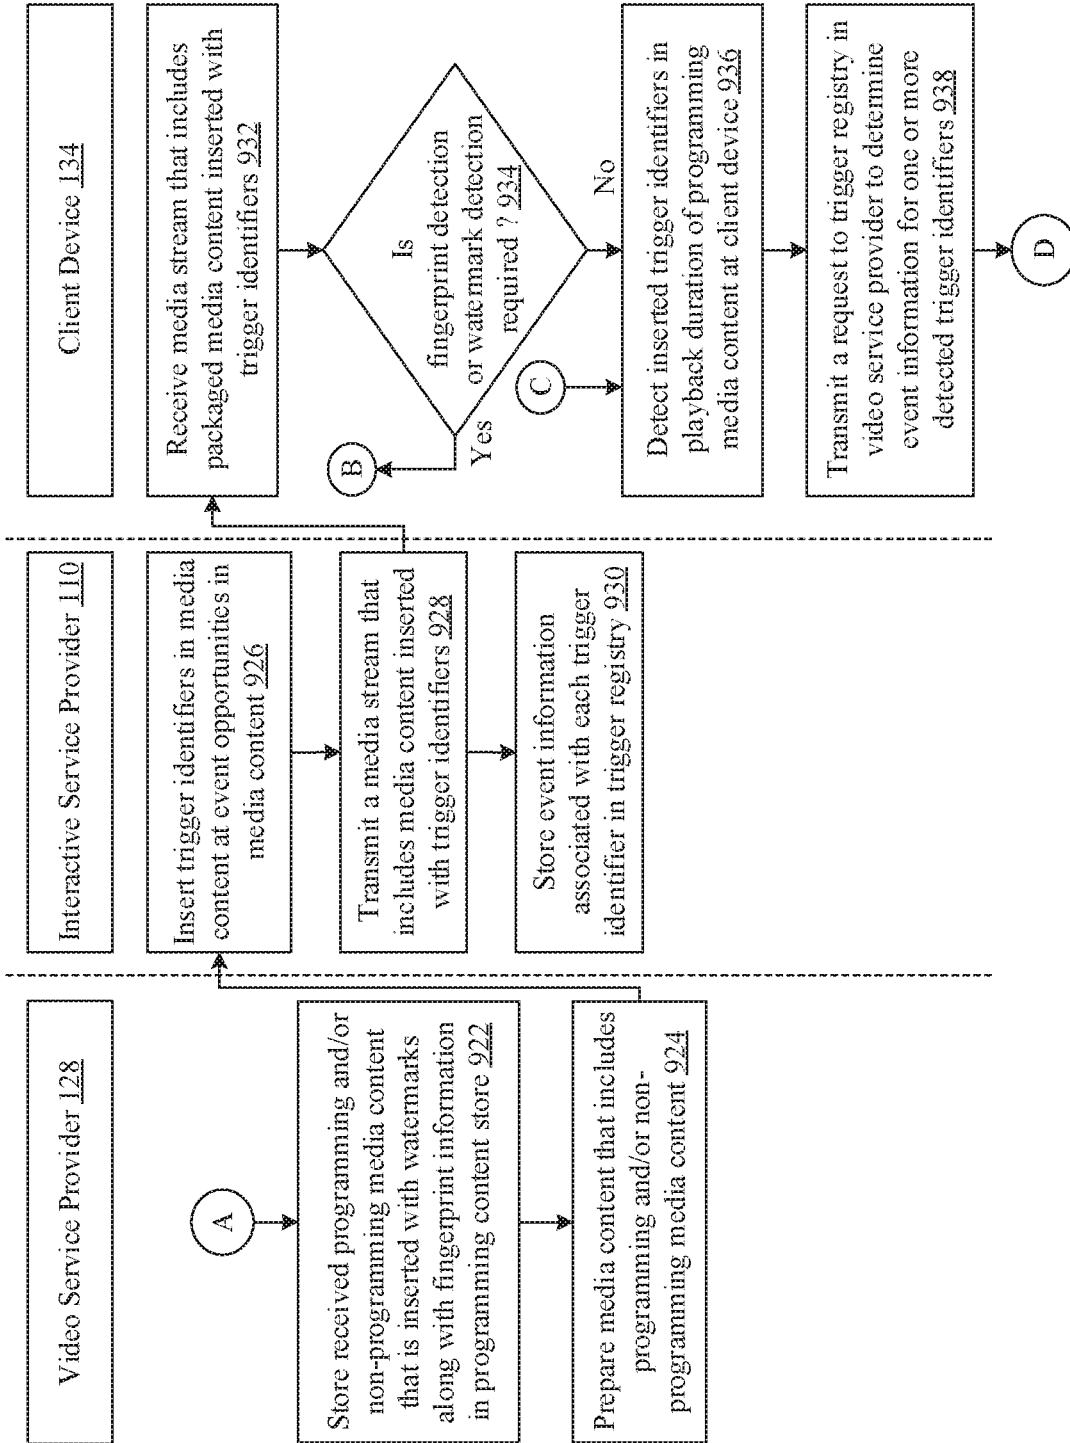 Video Service Provider 128
A
Store received programming and/or
non-programming media content
that is inserted with watermarks
along with fingerprint information
in programming content store 922
Prepare media content that includes
programming and/or non-
programming media content 924
Interactive Service Provider 110
Insert trigger identifiers in media
content at event opportunities in
media content 926
Transmit a media stream that
includes media content inserted
with trigger identifiers 928
Store event information
associated with each trigger
identifier in trigger registry 930
Client Device 134
Receive media stream that includes
packaged media content inserted with
trigger identifiers 932
Is
fingerprint detection
or watermark detection
required ? 934
Yes
B
No
C
Detect inserted trigger identifiers in
playback duration of programming
media content at client device 936
Transmit a request to trigger registry in
video service provider to determine
event information for one or more
detected trigger identifiers 938
D